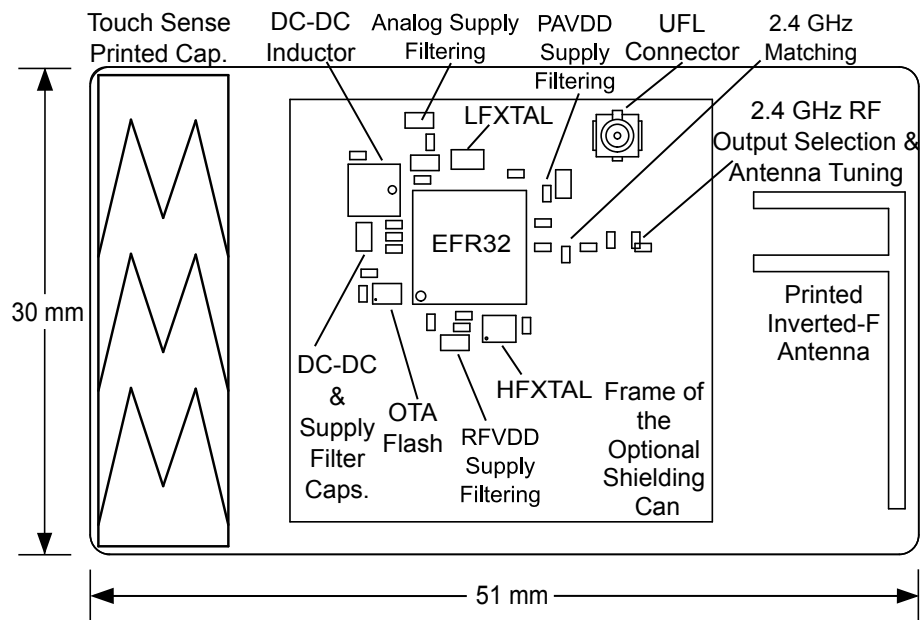 Touch Sense
Printed Cap.
DC-DC
Inductor
Analog Supply
Filtering
PAVDD
Supply
Filtering
UFL
Connector
2.4 GHz
Matching
LFXTAL
2.4 GHz RF
Output Selection &
Antenna Tuning
EFR32
30 mm
Printed
Inverted-F
Antenna
DC-DC
&
Supply
Filter
Caps.
OTA
Flash
RFVDD
Supply
Filtering
HFXTAL
Frame of
the
Optional
Shielding
Can
51 mm